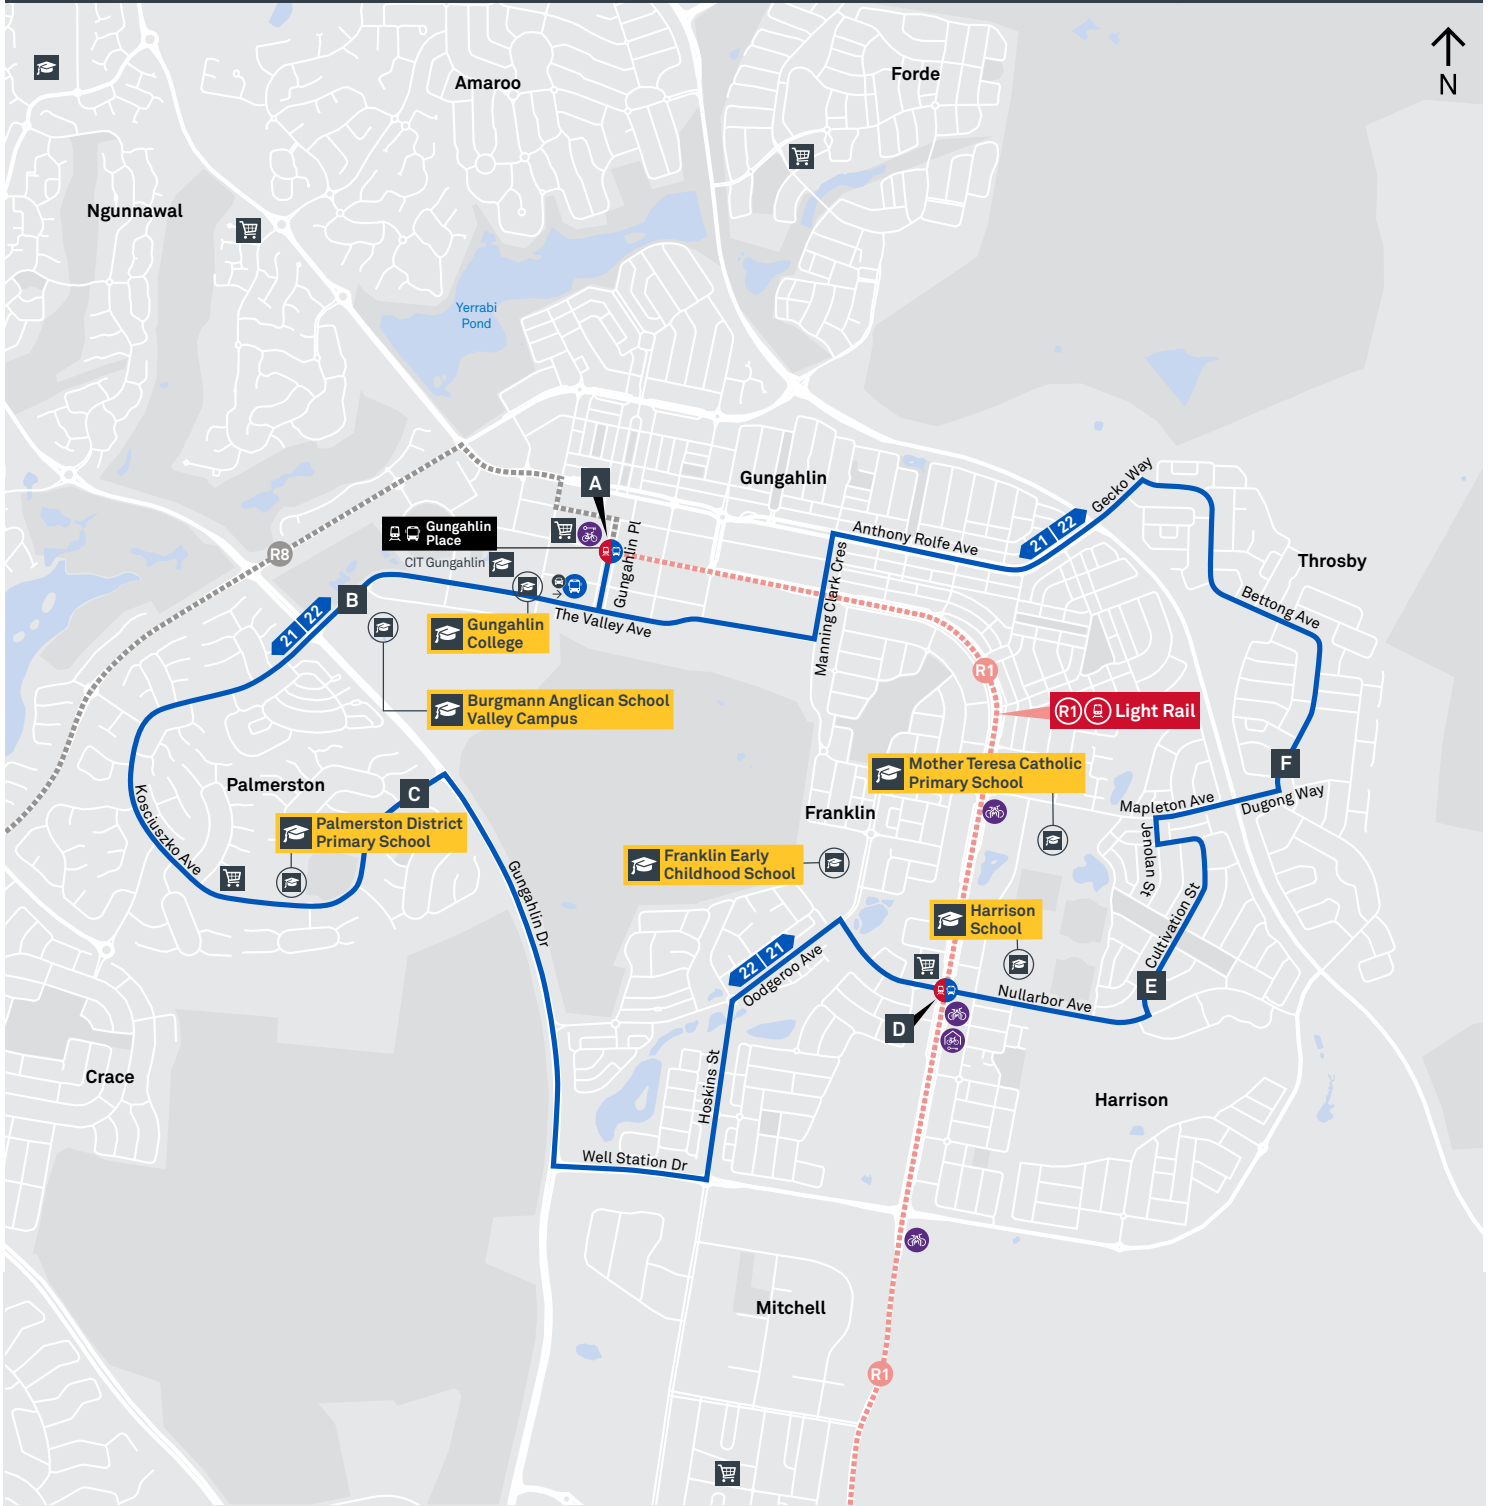 N
Amaroo
Forde
Ngunnawal
Yerrabi
Pond
Gungahlin
A
Gecko Way
21 22
Gungahlin
Place
Gungahlin Pl
Anthony Rolfe Ave
R8
CIT Gungahlin
Manning Clark Cres
Throsby
B
21 22
Gungahlin
College
The Valley Ave
Bettong Ave
R1
Burgmann Anglican School
Valley Campus
R1 Light Rail
Mother Teresa Catholic
Primary School
F
Palmerston
C
Kosciuszko Ave
Palmerston District
Primary School
Franklin
Mapleton Ave
Dugong Way
Jenolan St
Gungahlin Dr
Franklin Early
Childhood School
Harrison
School
Cultivation St
22 21
Oodgeroo Ave
E
Nullarbor Ave
D
Crace
Hoskins St
Harrison
Well Station Dr
Mitchell
R1